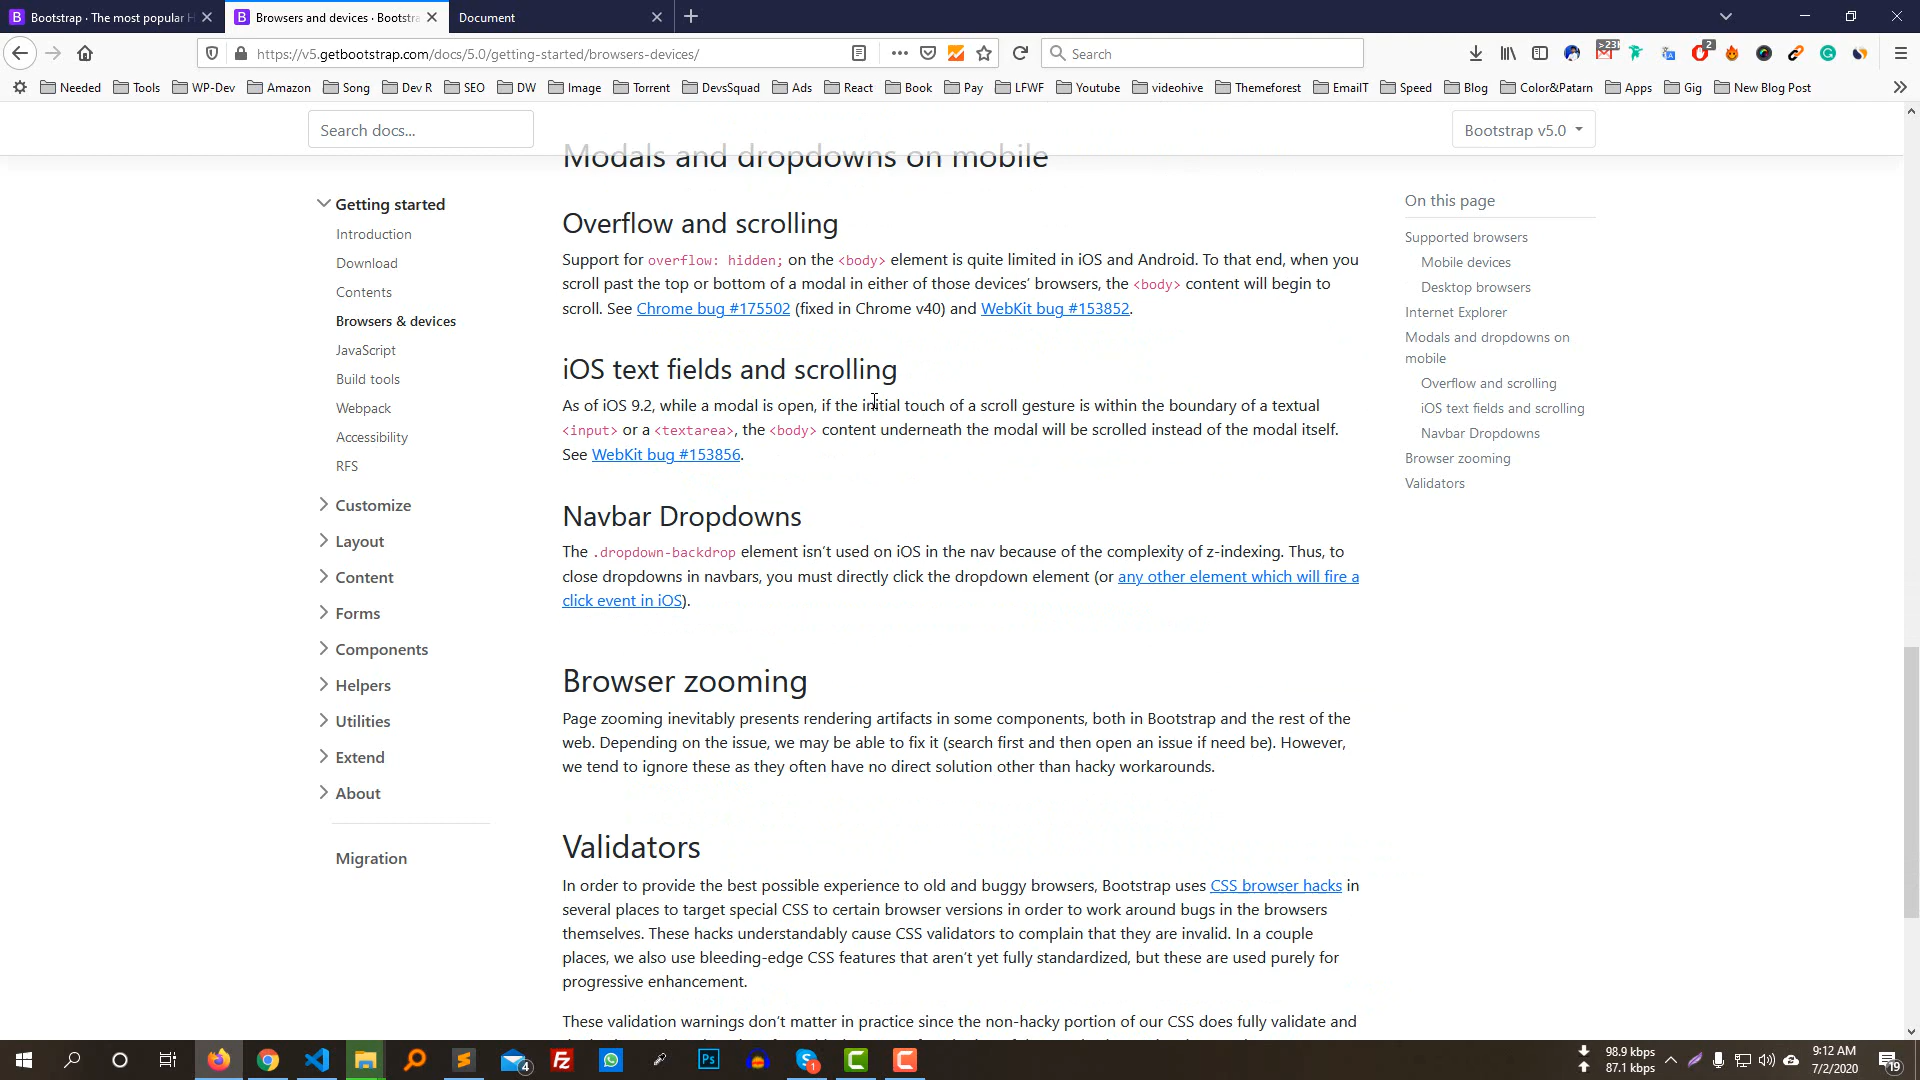 Bootstrap · The most popular H
Browsers and devices · Bootstra
Document
https://v5.getbootstrap.com/docs/5.0/getting-started/browsers-devices/
Search
>23K
2
Needed
Tools
WP-Dev
Amazon
Song
Dev R
SEO
DW
Image
Torrent
DevsSquad
Ads
React
Book
Pay
LFWF
Youtube
videohive
Themeforest
EmailT
Speed
Blog
Color&Patarn
Apps
Gig
New Blog Post
Search docs...
Bootstrap v5.0
Getting started
Introduction
Download
Contents
Browsers & devices
JavaScript
Build tools
Webpack
Accessibility
RFS
Customize
Layout
Content
Forms
Components
Helpers
Utilities
Extend
About
Migration
Modals and dropdowns on mobile
Overflow and scrolling
Support for overflow: hidden; on the <body> element is quite limited in iOS and Android. To that end, when you
scroll past the top or bottom of a modal in either of those devices’ browsers, the <body> content will begin to
scroll. See Chrome bug #175502 (fixed in Chrome v40) and WebKit bug #153852.
iOS text fields and scrolling
As of iOS 9.2, while a modal is open, if the initial touch of a scroll gesture is within the boundary of a textual
<input> or a <textarea>, the <body> content underneath the modal will be scrolled instead of the modal itself.
See WebKit bug #153856.
Navbar Dropdowns
The .dropdown-backdrop element isn’t used on iOS in the nav because of the complexity of z-indexing. Thus, to
close dropdowns in navbars, you must directly click the dropdown element (or any other element which will fire a
click event in iOS).
Browser zooming
Page zooming inevitably presents rendering artifacts in some components, both in Bootstrap and the rest of the
web. Depending on the issue, we may be able to fix it (search first and then open an issue if need be). However,
we tend to ignore these as they often have no direct solution other than hacky workarounds.
Validators
In order to provide the best possible experience to old and buggy browsers, Bootstrap uses CSS browser hacks in
several places to target special CSS to certain browser versions in order to work around bugs in the browsers
themselves. These hacks understandably cause CSS validators to complain that they are invalid. In a couple
places, we also use bleeding-edge CSS features that aren’t yet fully standardized, but these are used purely for
progressive enhancement.
These validation warnings don’t matter in practice since the non-hacky portion of our CSS does fully validate and
On this page
Supported browsers
Mobile devices
Desktop browsers
Internet Explorer
Modals and dropdowns on
mobile
Overflow and scrolling
iOS text fields and scrolling
Navbar Dropdowns
Browser zooming
Validators
4
Fz
Ps
1
98.9 kbps
87.1 kbps
9:12 AM
7/2/2020
19